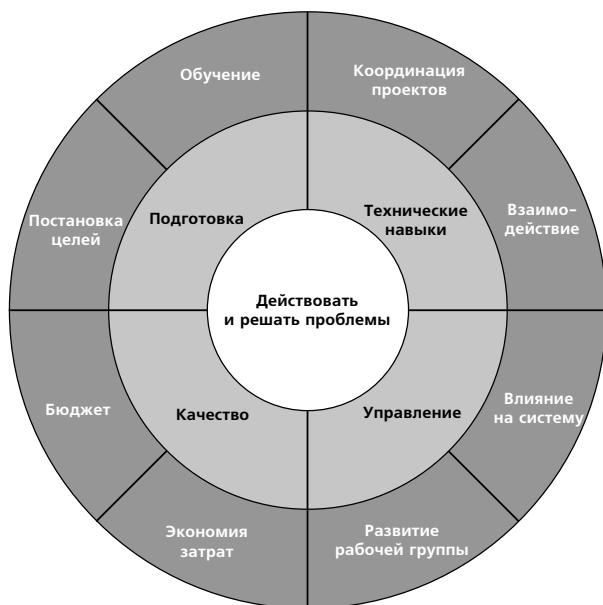 Обучение
Координация
проектов
Постановка
целей
Подготовка
Технические
навыки
Взаимо-
действие
Действовать
и решать проблемы
Бюджет
Качество
Управление
Влияние
на систему
Экономия
затрат
Развитие
рабочей группы